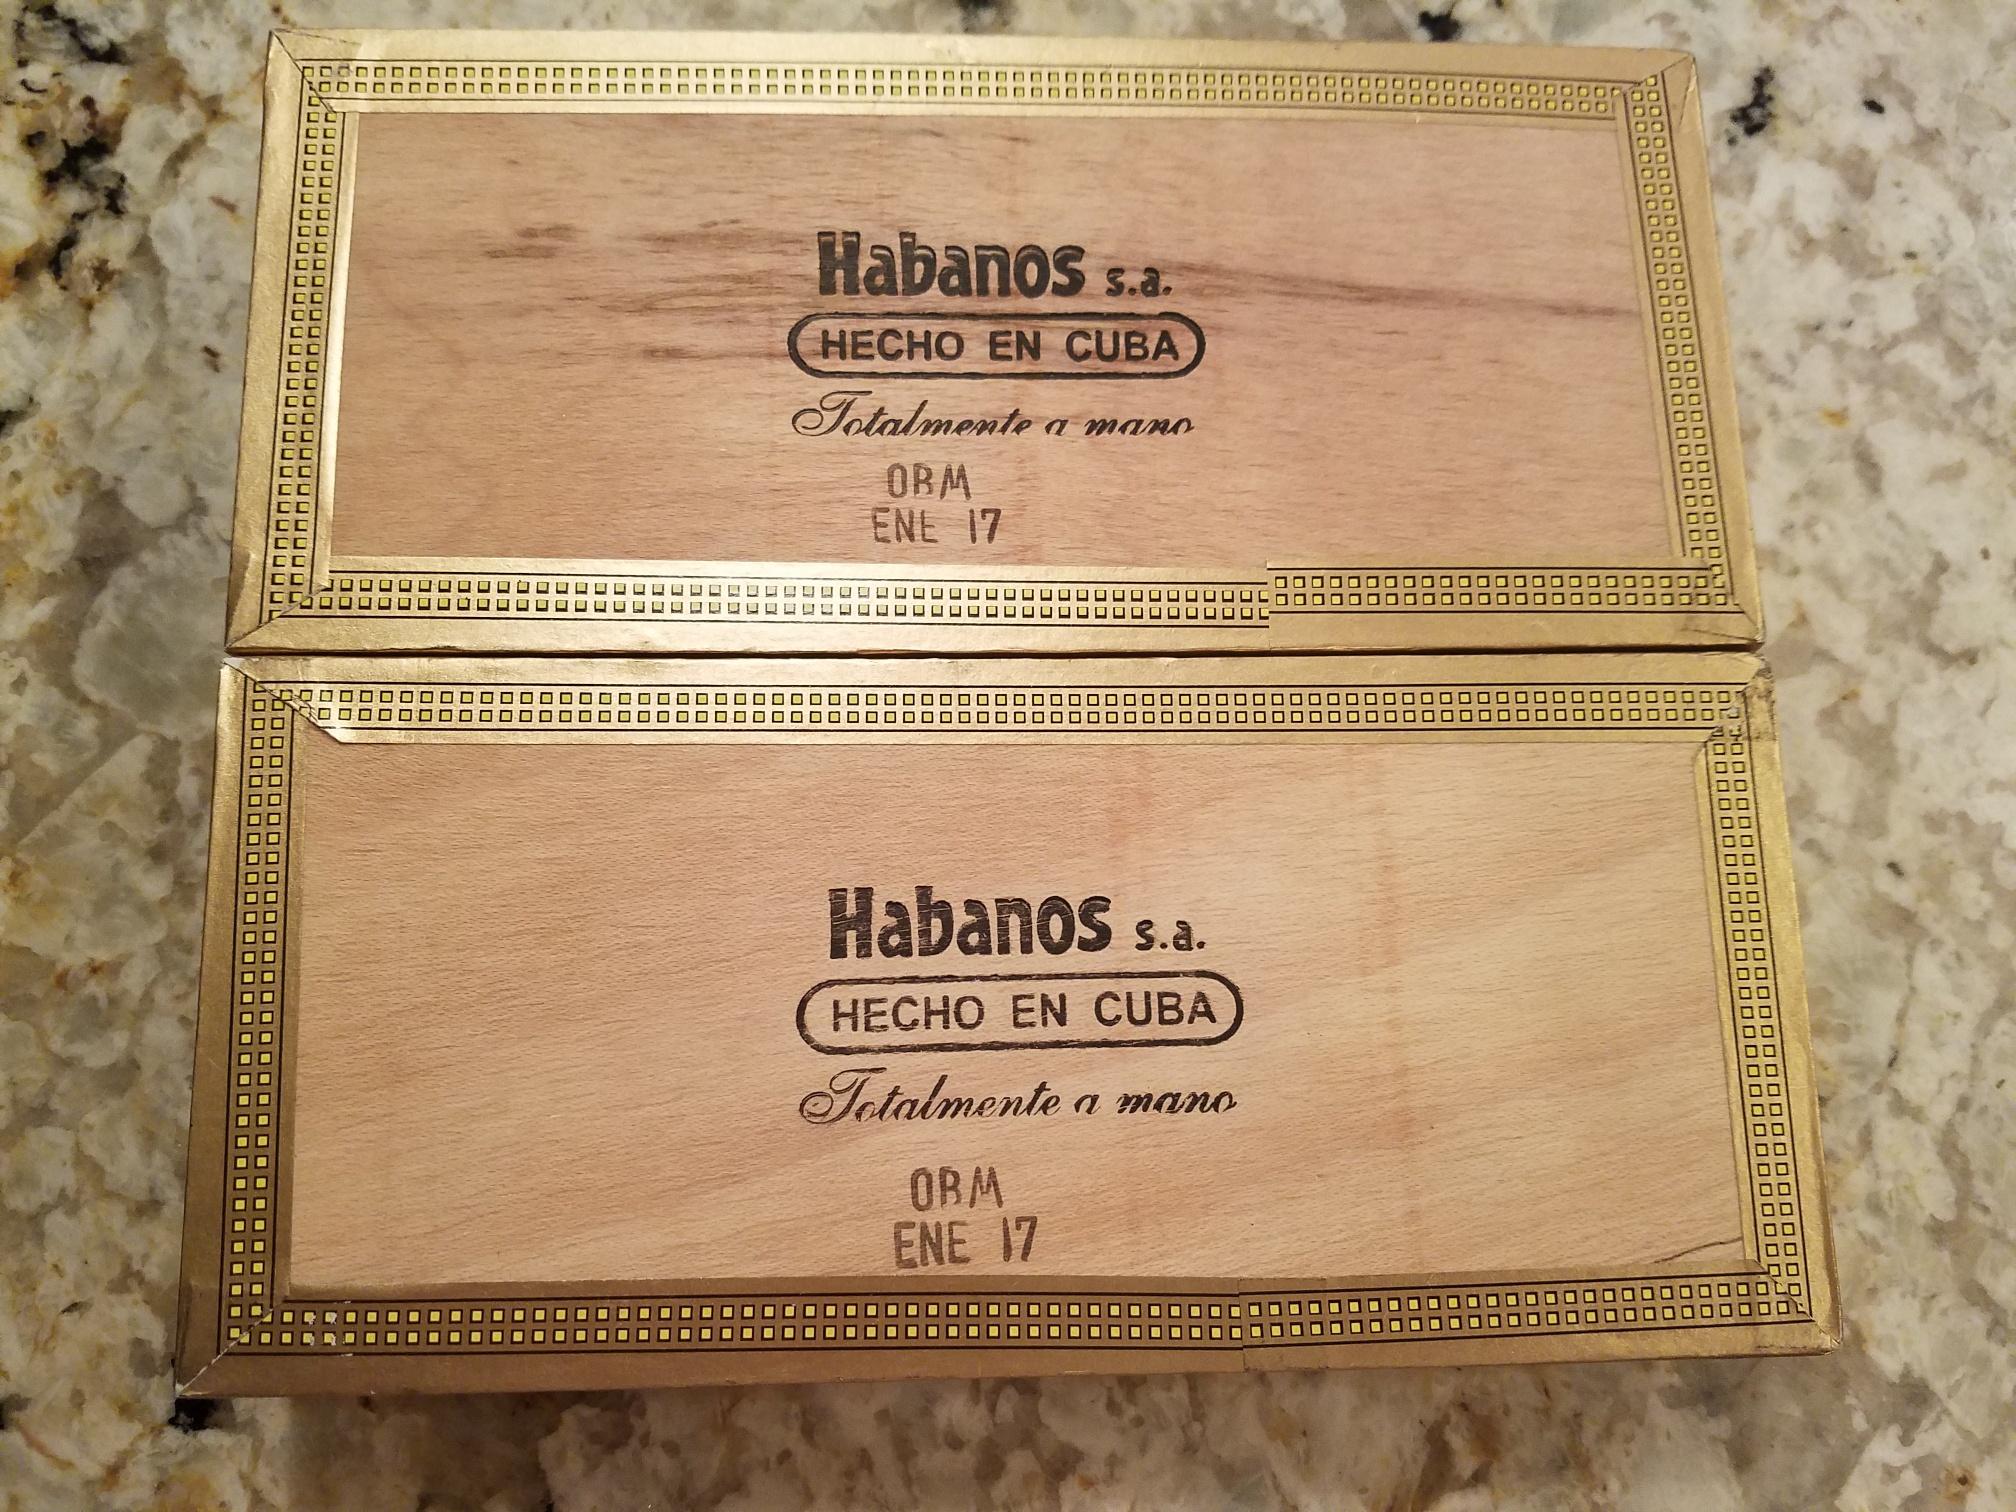 Habanos s.a.
HECHO EN CUBA
Totalmente a mano
OBM
ENE 17
Habanos s.a.
HECHO EN CUBA
Totalmente a mano
OBM
ENE 17